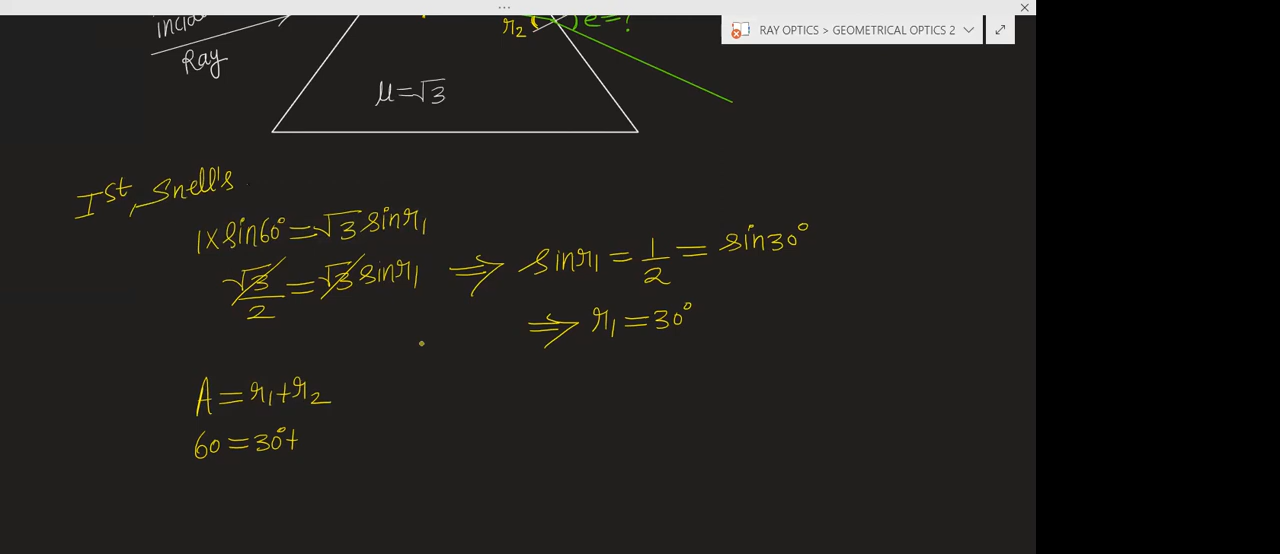 incide
Ray
r₂
e=?
RAY OPTICS > GEOMETRICAL OPTICS 2
μ=√3
Ist, Snell's
1×sin60°=√3 sinr₁
√3/2=√3 sinr₁ ⇒ sinr₁=1/2=sin30°
⇒ r₁=30°
A=r₁+r₂
60=30°+